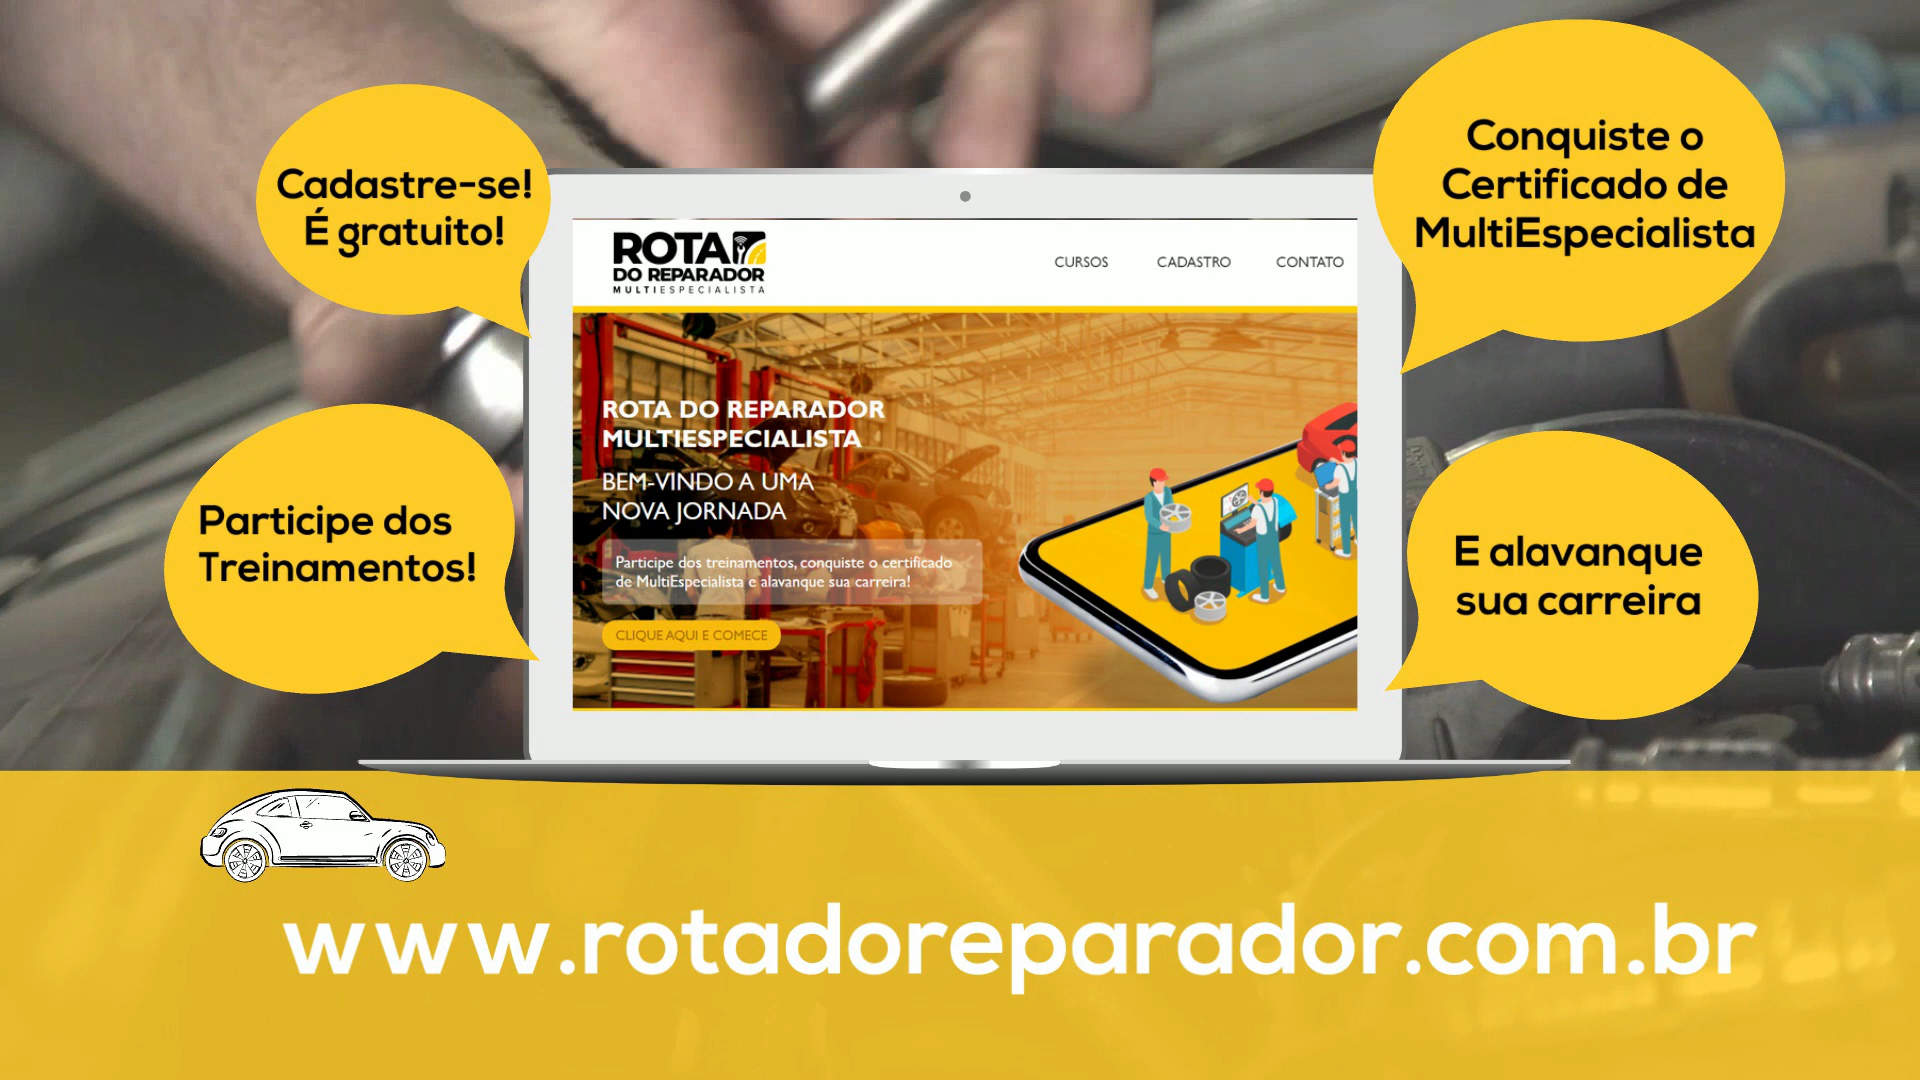 Cadastre-se!
É gratuito!
Conquiste o
Certificado de
MultiEspecialista
Participe dos
Treinamentos!
E alavanque
sua carreira
ROTA
DO REPARADOR
MULTIESPECIALISTA
CURSOS CADASTRO CONTATO
ROTA DO REPARADOR
MULTIESPECIALISTA
BEM-VINDO A UMA
NOVA JORNADA
Participe dos treinamentos, conquiste o certificado
de MultiEspecialista e alavanque sua carreira!
CLIQUE AQUI E COMECE
www.rotadoreparador.com.br